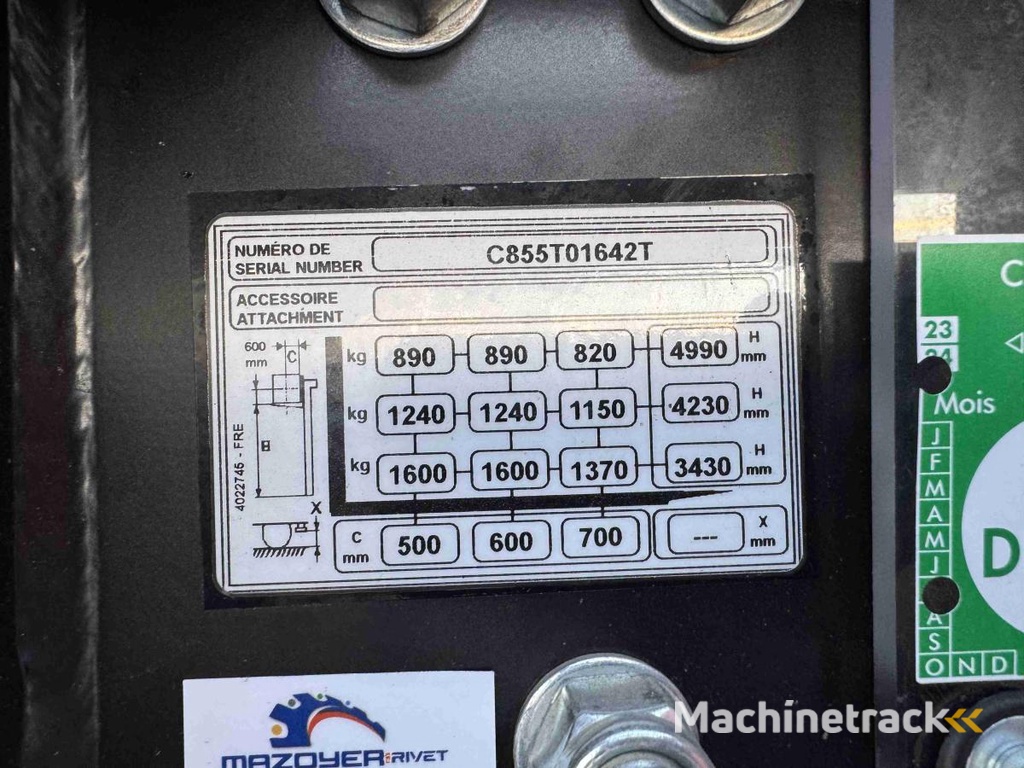 NUMÉRO DE
SERIAL NUMBER
C855T01642T
ACCESSOIRE
ATTACHMENT
600
mm
C
kg 890 890 820 4990 H mm
kg 1240 1240 1150 4230 H mm
kg 1600 1600 1370 3430 H mm
C mm 500 600 700 --- X mm
H
X
4022746 - FRE
C
23
24
Mois
J
F
M
A
M
J
A
S
O N D
D
MAZOYER RIVET
Machinetrack